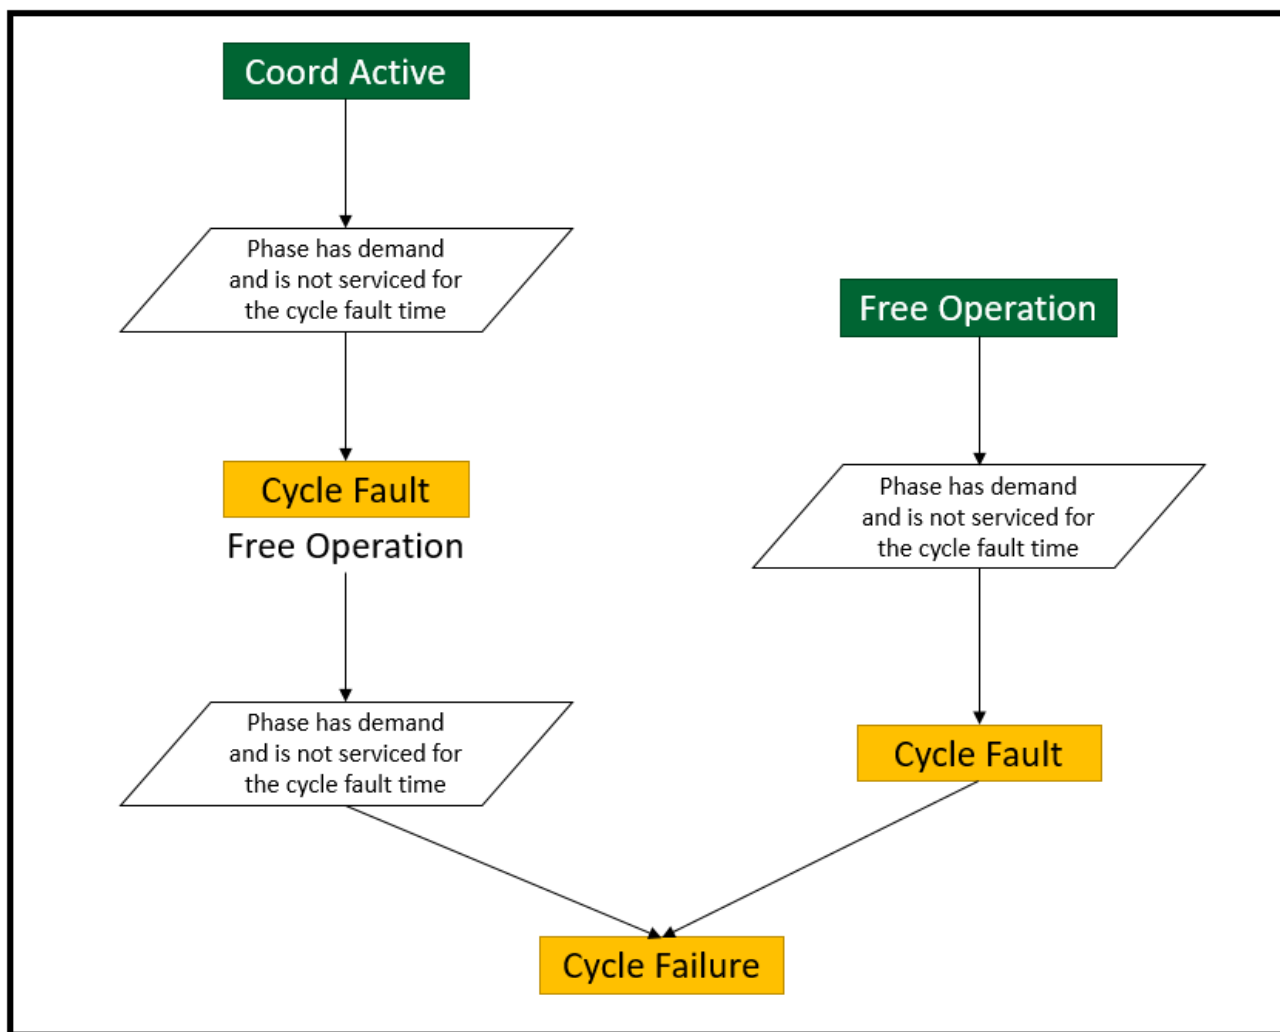 Coord Active
Phase has demand
and is not serviced for
the cycle fault time
Cycle Fault
Free Operation
Phase has demand
and is not serviced for
the cycle fault time
Free Operation
Phase has demand
and is not serviced for
the cycle fault time
Cycle Fault
Cycle Failure